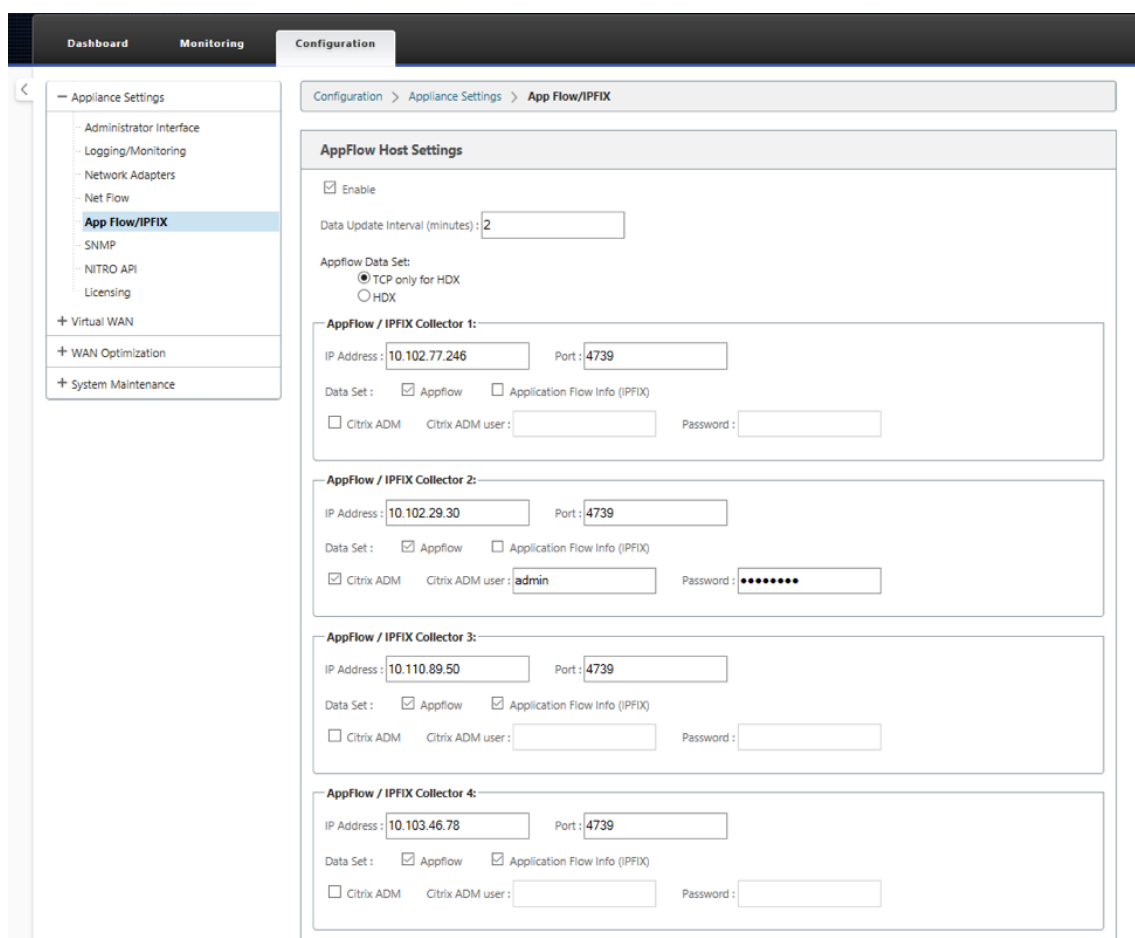 Dashboard Monitoring Configuration
Appliance Settings
Administrator Interface
Logging/Monitoring
Network Adapters
Net Flow
App Flow/IPFIX
SNMP
NITRO API
Licensing
Virtual WAN
WAN Optimization
System Maintenance
Configuration > Appliance Settings > App Flow/IPFIX
AppFlow Host Settings
Enable
Data Update Interval (minutes) : 2
Appflow Data Set:
TCP only for HDX
HDX
AppFlow / IPFIX Collector 1:
IP Address : 10.102.77.246 Port : 4739
Data Set : Appflow Application Flow Info (IPFIX)
Citrix ADM Citrix ADM user : Password :
AppFlow / IPFIX Collector 2:
IP Address : 10.102.29.30 Port : 4739
Data Set : Appflow Application Flow Info (IPFIX)
Citrix ADM Citrix ADM user : admin Password : ••••••••
AppFlow / IPFIX Collector 3:
IP Address : 10.110.89.50 Port : 4739
Data Set : Appflow Application Flow Info (IPFIX)
Citrix ADM Citrix ADM user : Password :
AppFlow / IPFIX Collector 4:
IP Address : 10.103.46.78 Port : 4739
Data Set : Appflow Application Flow Info (IPFIX)
Citrix ADM Citrix ADM user : Password :